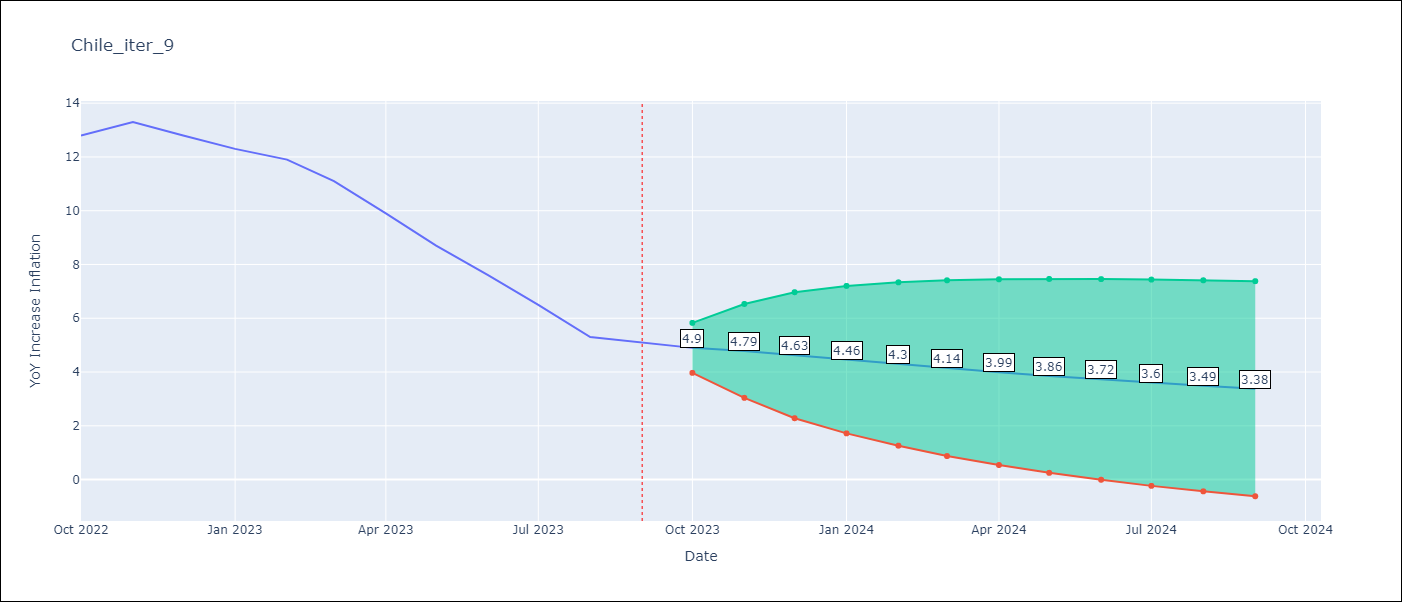 Chile_iter_9
14
12
10
8
6
4
2
0
YoY Increase Inflation
4.9
4.79
4.63
4.46
4.3
4.14
3.99
3.86
3.72
3.6
3.49
3.38
Oct 2022
Jan 2023
Apr 2023
Jul 2023
Oct 2023
Jan 2024
Apr 2024
Jul 2024
Oct 2024
Date